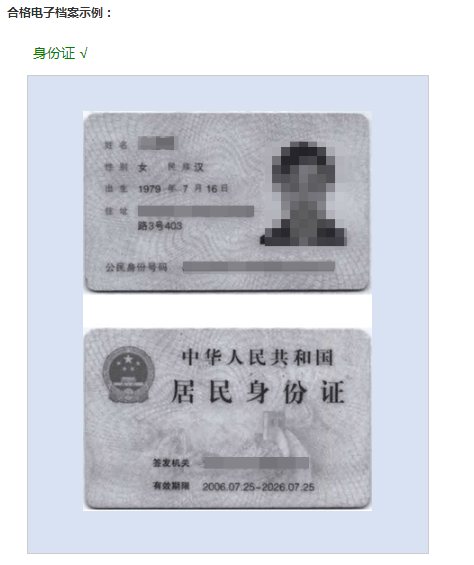 合格电子档案示例：
身份证 √
姓 名
性 别 女 民 族 汉
出 生 1979 年 7 月 16 日
住 址
路3号403
公民身份号码
中华人民共和国
居民身份证
签发机关
有效期限 2006.07.25-2026.07.25